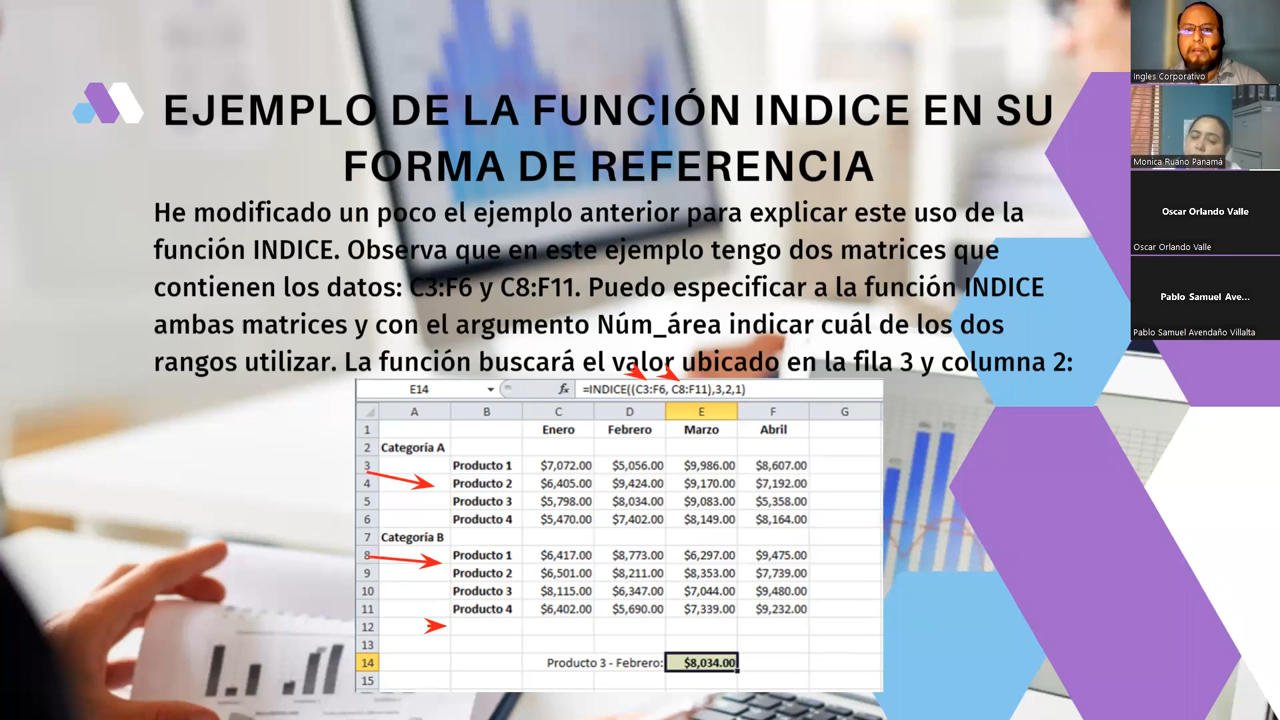 EJEMPLO DE LA FUNCIÓN INDICE EN SU
FORMA DE REFERENCIA
He modificado un poco el ejemplo anterior para explicar este uso de la
función INDICE. Observa que en este ejemplo tengo dos matrices que
contienen los datos: C3:F6 y C8:F11. Puedo especificar a la función INDICE
ambas matrices y con el argumento Núm_área indicar cuál de los dos
rangos utilizar. La función buscará el valor ubicado en la fila 3 y columna 2:
E14 fx =INDICE((C3:F6, C8:F11),3,2,1)
A B C D E F G
1 Enero Febrero Marzo Abril
2 Categoría A
3 Producto 1 $7,072.00 $5,056.00 $9,986.00 $8,607.00
4 Producto 2 $6,405.00 $9,424.00 $9,170.00 $7,192.00
5 Producto 3 $5,798.00 $8,034.00 $9,083.00 $5,358.00
6 Producto 4 $5,470.00 $7,402.00 $8,149.00 $8,164.00
7 Categoría B
8 Producto 1 $6,417.00 $8,773.00 $6,297.00 $9,475.00
9 Producto 2 $6,501.00 $8,211.00 $8,353.00 $7,739.00
10 Producto 3 $8,115.00 $6,347.00 $7,044.00 $9,480.00
11 Producto 4 $6,402.00 $5,690.00 $7,339.00 $9,232.00
12
13
14 Producto 3 - Febrero: $8,034.00
15
Ingles Corporativo
Monica Ruano Panamá
Oscar Orlando Valle
Oscar Orlando Valle
Pablo Samuel Ave...
Pablo Samuel Avendaño Villalta